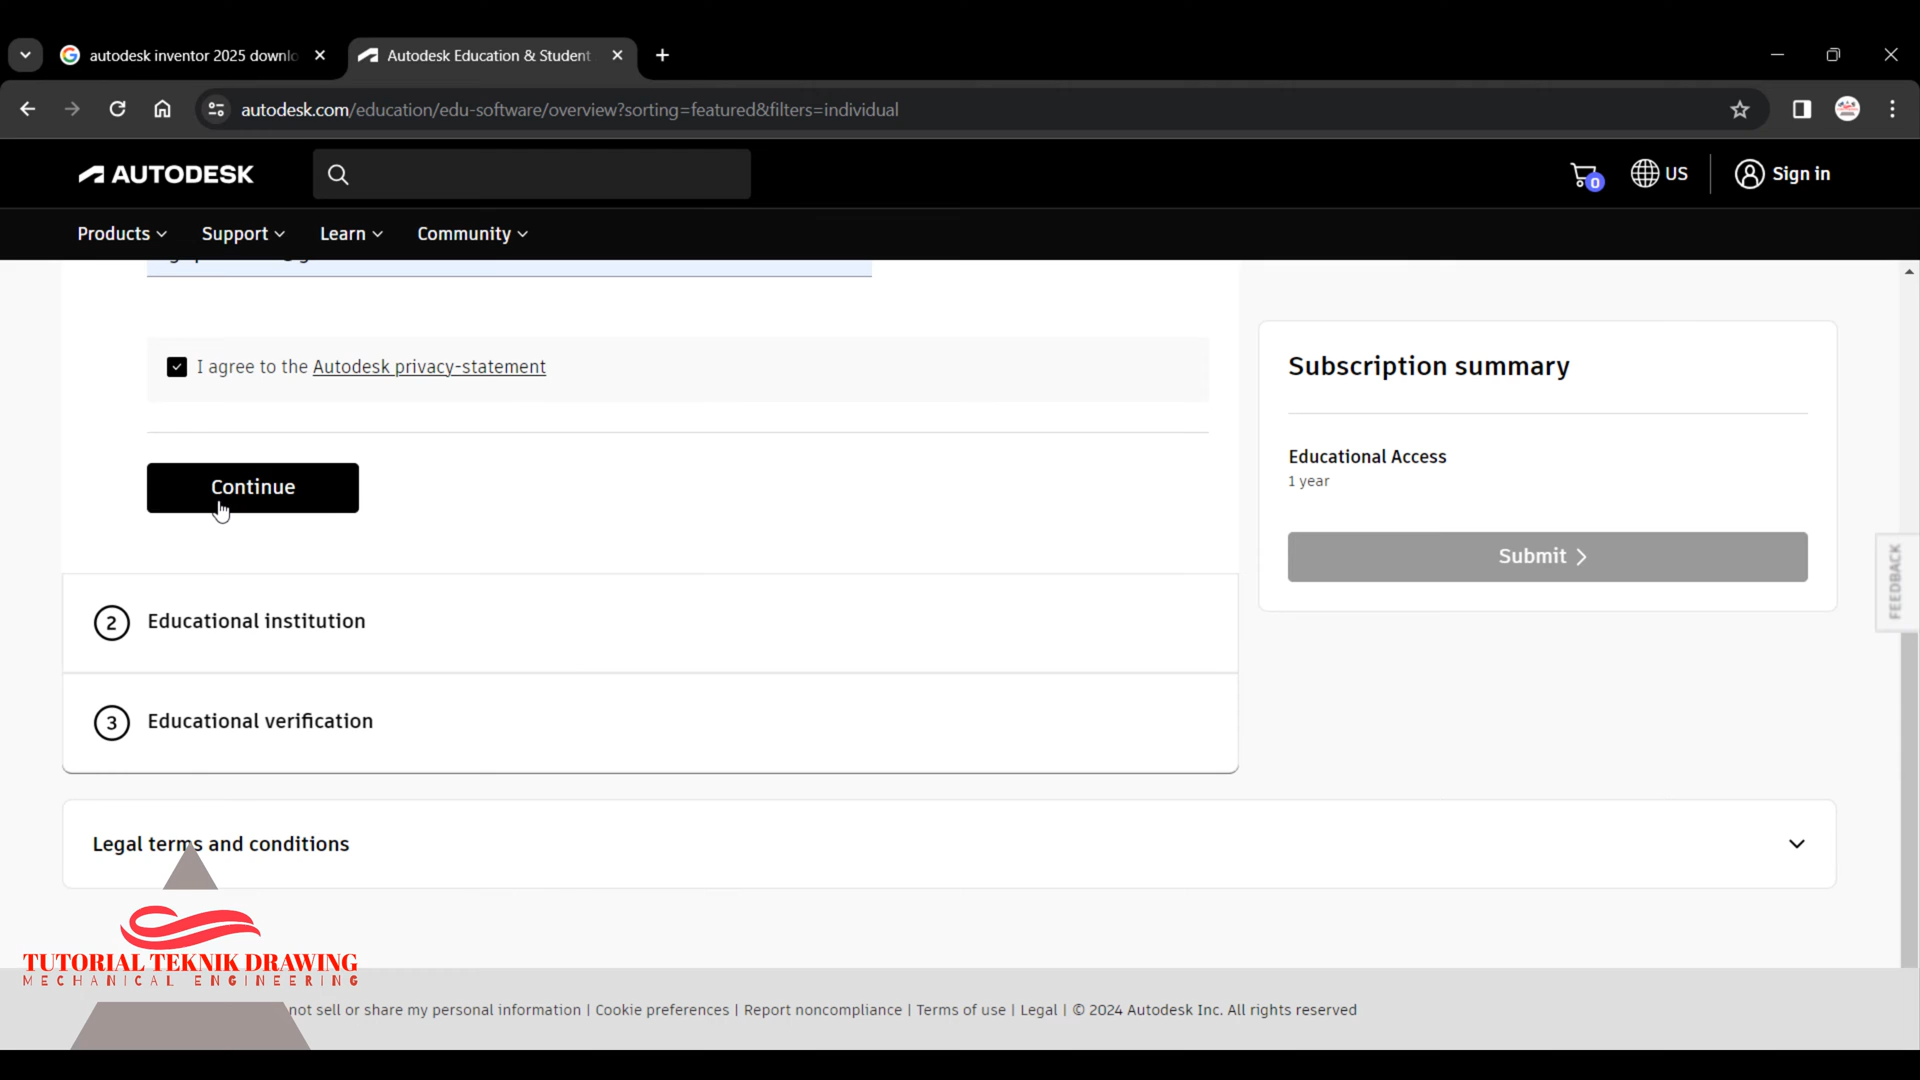 autodesk inventor 2025 downlo
Autodesk Education & Student
autodesk.com/education/edu-software/overview?sorting=featured&filters=individual
AUTODESK
0
US
Sign in
Products
Support
Learn
Community
I agree to the Autodesk privacy-statement
Continue
Subscription summary
Educational Access
1 year
Submit
FEEDBACK
2 Educational institution
3 Educational verification
Legal terms and conditions
TUTORIAL TEKNIK DRAWING
MECHANICAL ENGINEERING
not sell or share my personal information | Cookie preferences | Report noncompliance | Terms of use | Legal | © 2024 Autodesk Inc. All rights reserved